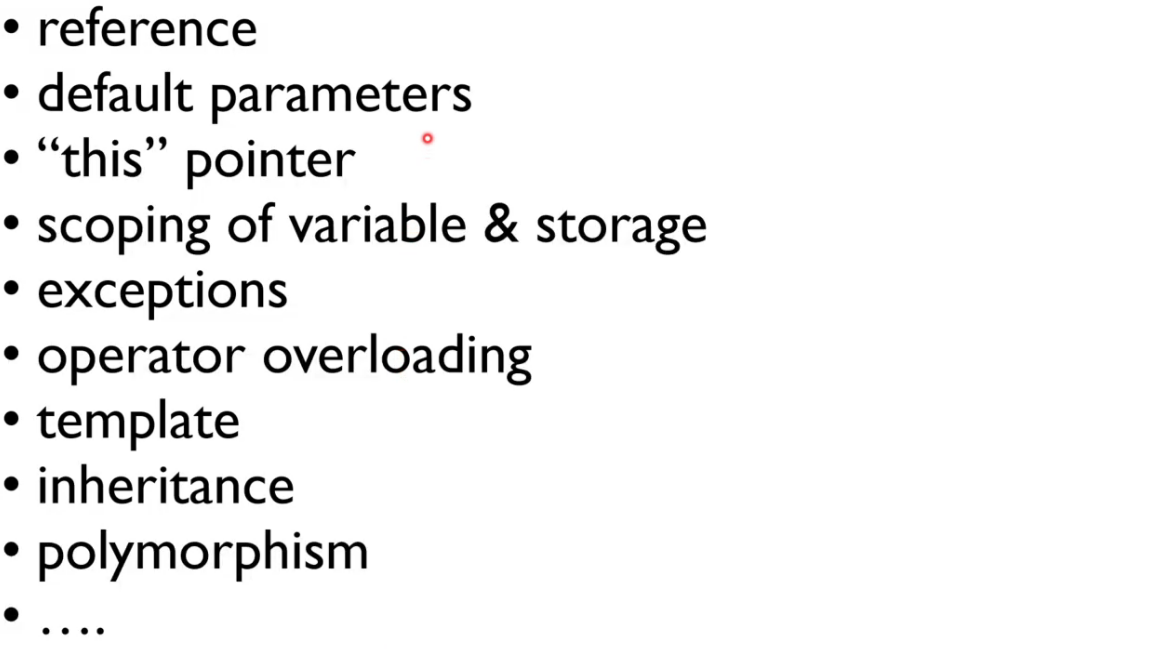 • reference
• default parameters
• “this” pointer
• scoping of variable & storage
• exceptions
• operator overloading
• template
• inheritance
• polymorphism
• ....